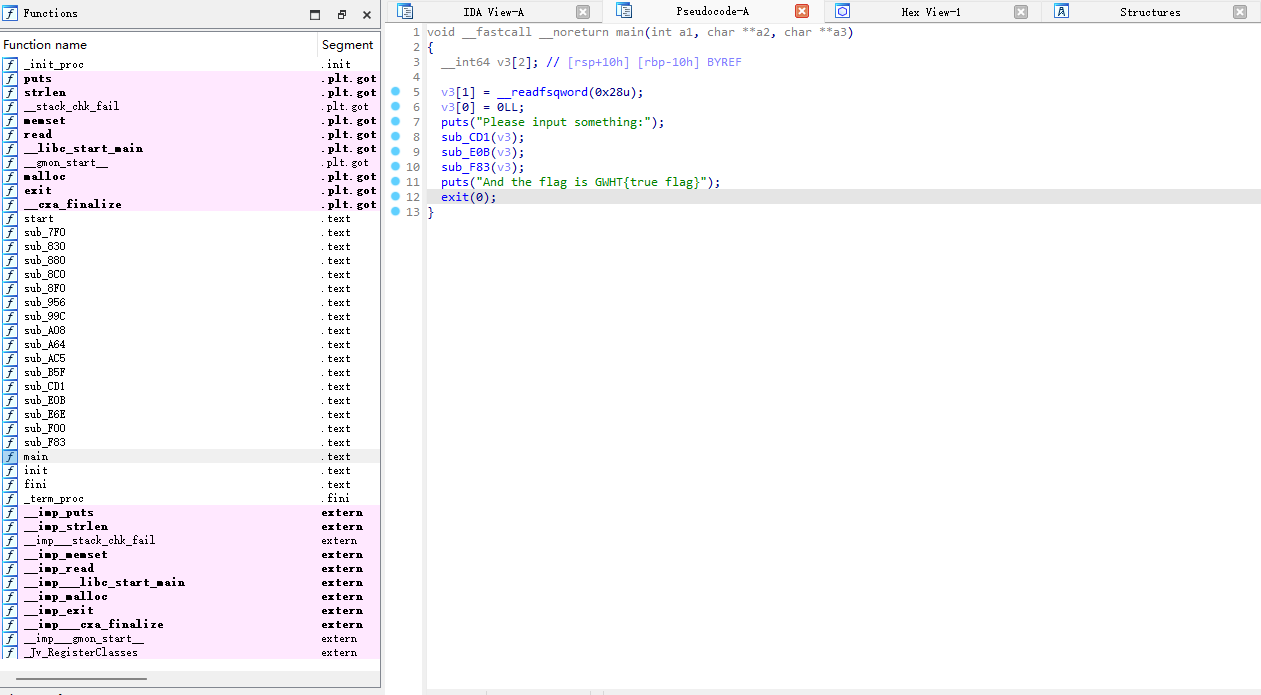 Functions
Function name Segment
f _init_proc .init
f puts .plt.got
f strlen .plt.got
f __stack_chk_fail .plt.got
f memset .plt.got
f read .plt.got
f __libc_start_main .plt.got
f __gmon_start__ .plt.got
f malloc .plt.got
f exit .plt.got
f __cxa_finalize .plt.got
f start .text
f sub_7F0 .text
f sub_830 .text
f sub_880 .text
f sub_8C0 .text
f sub_8F0 .text
f sub_956 .text
f sub_99C .text
f sub_A08 .text
f sub_A64 .text
f sub_AC5 .text
f sub_B5F .text
f sub_CD1 .text
f sub_E0B .text
f sub_E6E .text
f sub_F00 .text
f sub_F83 .text
f main .text
f init .text
f fini .text
f _term_proc .fini
f __imp_puts extern
f __imp_strlen extern
f __imp___stack_chk_fail extern
f __imp_memset extern
f __imp_read extern
f __imp___libc_start_main extern
f __imp_malloc extern
f __imp_exit extern
f __imp___cxa_finalize extern
f __imp___gmon_start__ extern
f _Jv_RegisterClasses extern
IDA View-A Pseudocode-A Hex View-1 Structures
1 void __fastcall __noreturn main(int a1, char **a2, char **a3)
2 {
3 __int64 v3[2]; // [rsp+10h] [rbp-10h] BYREF
4
5 v3[1] = __readfsqword(0x28u);
6 v3[0] = 0LL;
7 puts("Please input something:");
8 sub_CD1(v3);
9 sub_E0B(v3);
10 sub_F83(v3);
11 puts("And the flag is GWHT{true flag}");
12 exit(0);
13 }